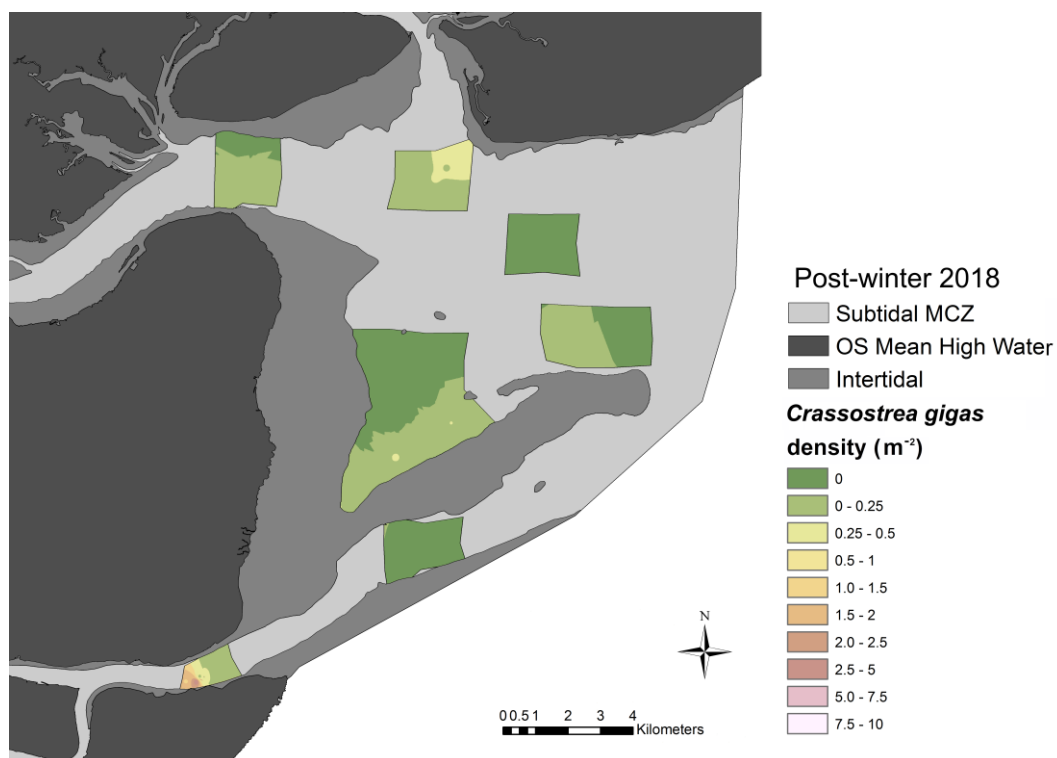 Post-winter 2018
Subtidal MCZ
OS Mean High Water
Intertidal
Crassostrea gigas
density (m⁻²)
0
0 - 0.25
0.25 - 0.5
0.5 - 1
1.0 - 1.5
1.5 - 2
2.0 - 2.5
2.5 - 5
5.0 - 7.5
7.5 - 10
N
0 0.5 1 2 3 4
Kilometers